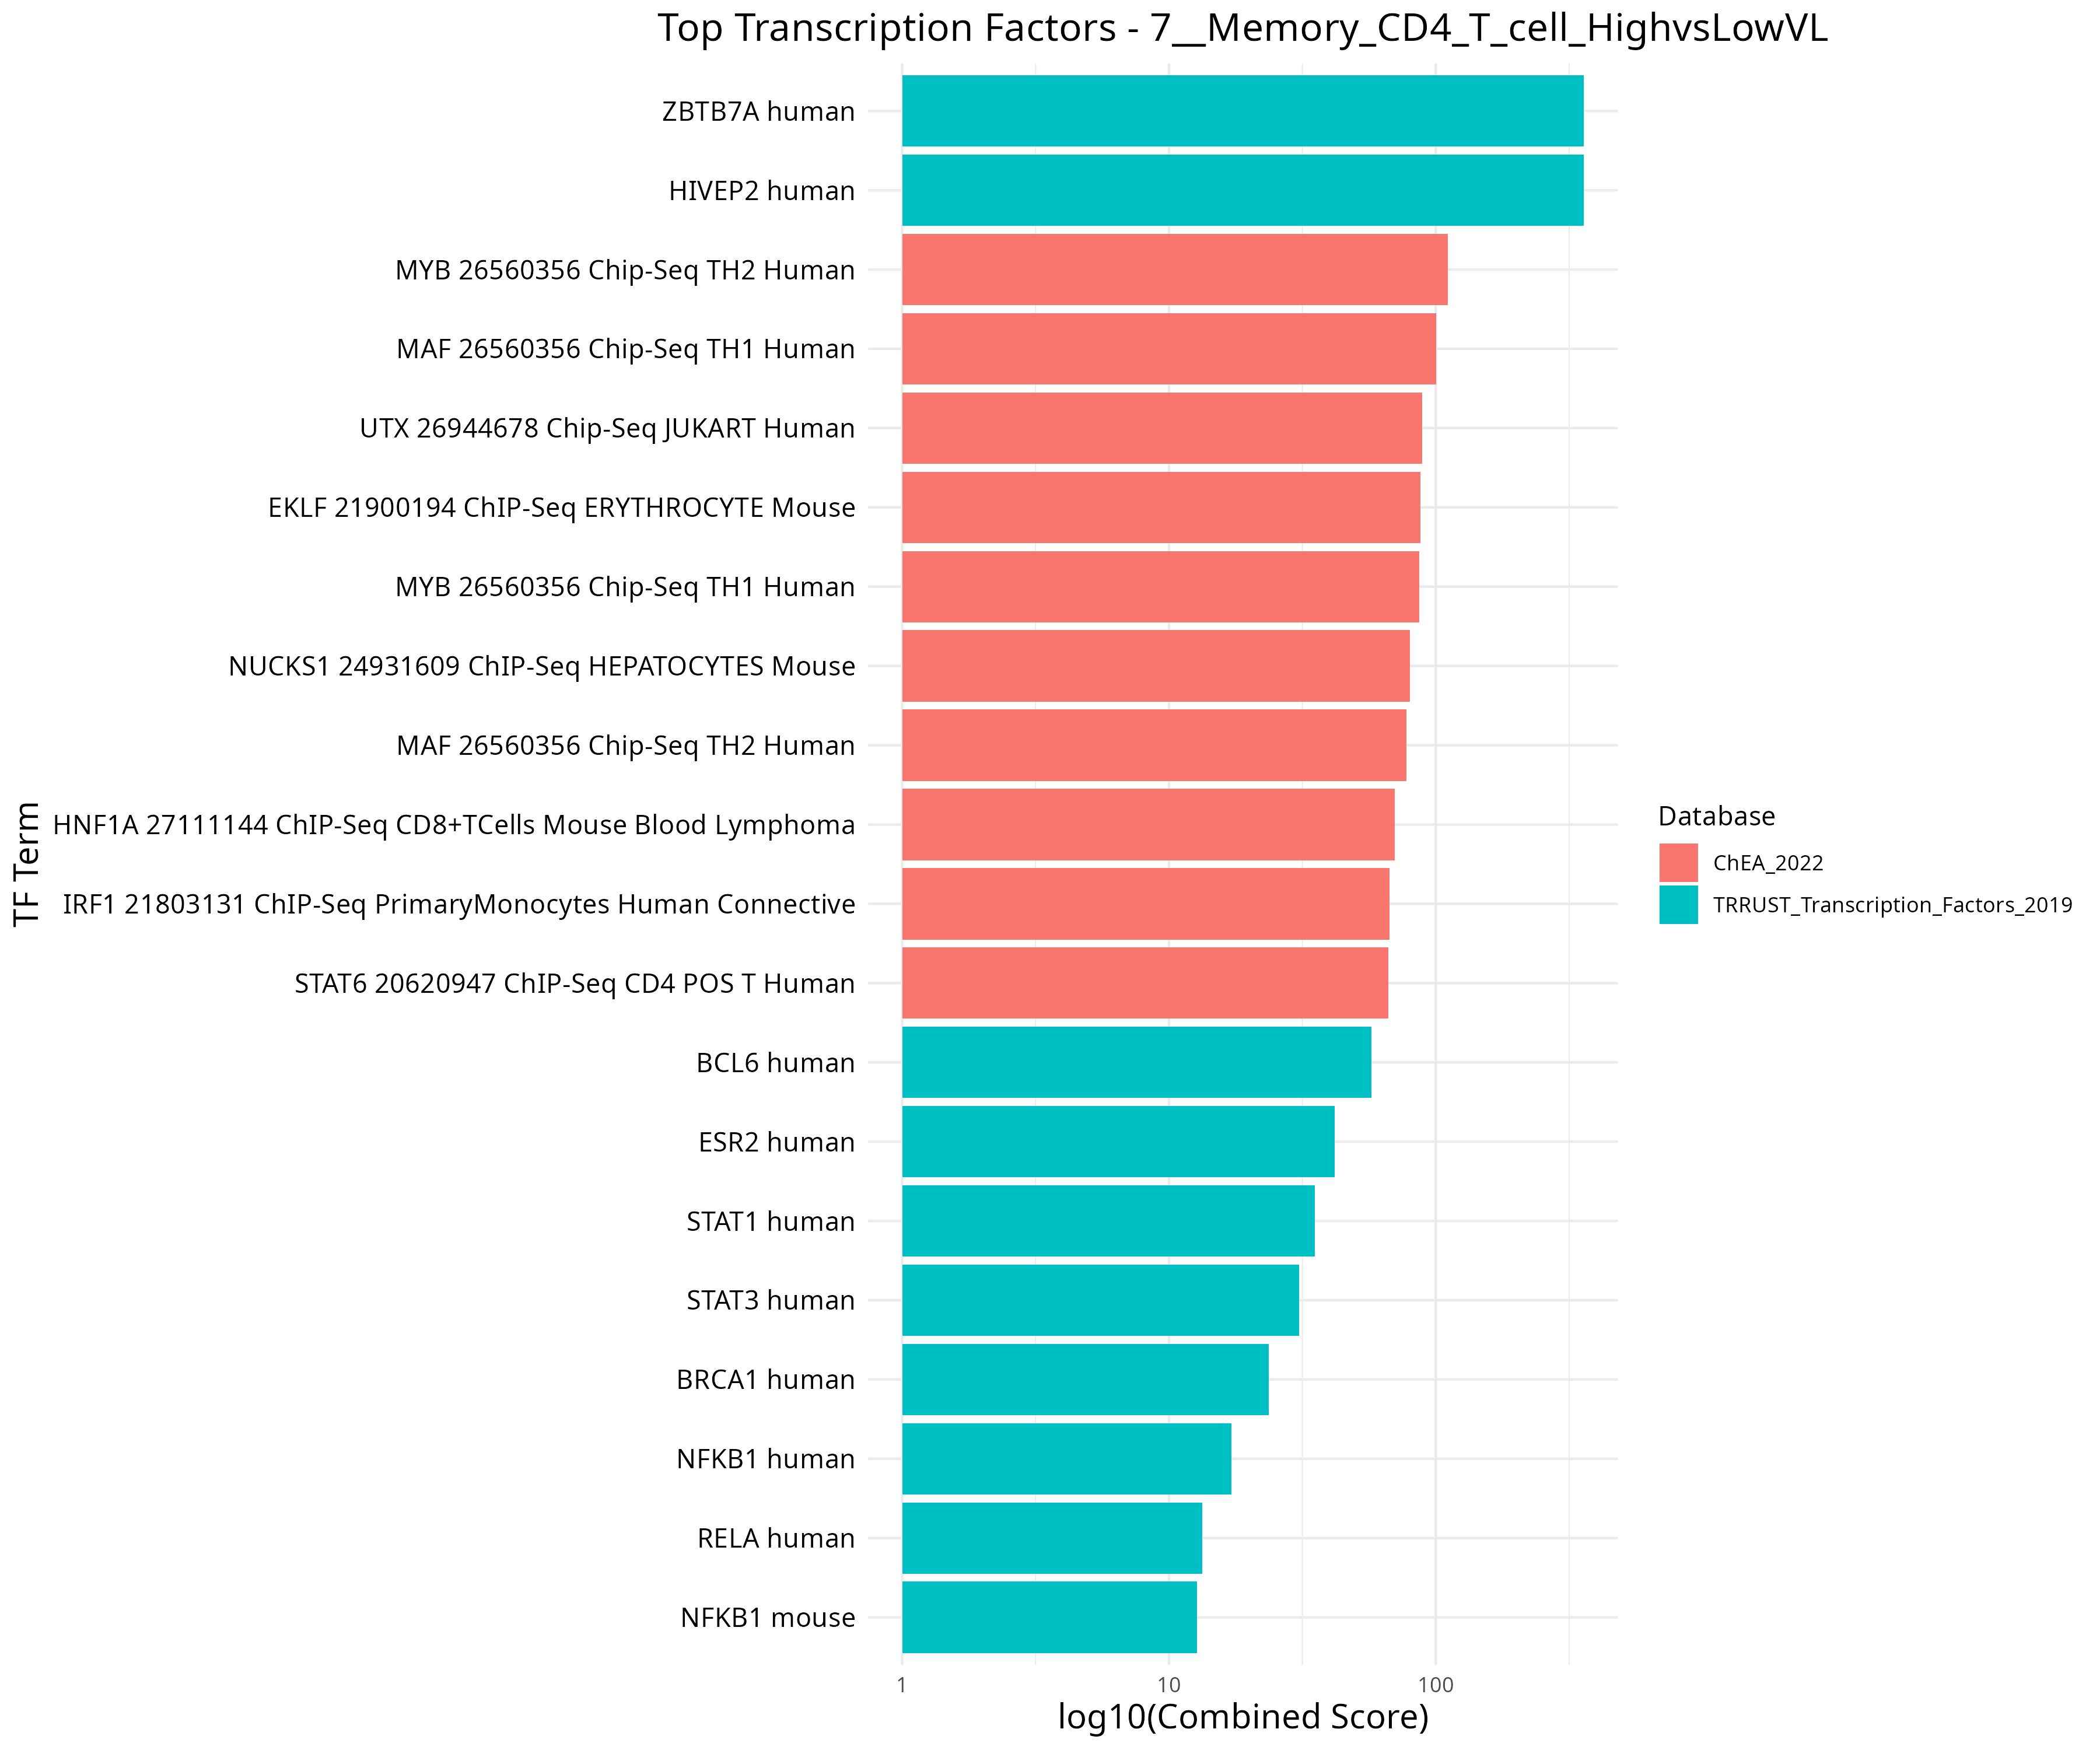 Top Transcription Factors - 7__Memory_CD4_T_cell_HighvsLowVL
TF Term
ZBTB7A human
HIVEP2 human
MYB 26560356 Chip-Seq TH2 Human
MAF 26560356 Chip-Seq TH1 Human
UTX 26944678 Chip-Seq JUKART Human
EKLF 21900194 ChIP-Seq ERYTHROCYTE Mouse
MYB 26560356 Chip-Seq TH1 Human
NUCKS1 24931609 ChIP-Seq HEPATOCYTES Mouse
MAF 26560356 Chip-Seq TH2 Human
HNF1A 27111144 ChIP-Seq CD8+TCells Mouse Blood Lymphoma
IRF1 21803131 ChIP-Seq PrimaryMonocytes Human Connective
STAT6 20620947 ChIP-Seq CD4 POS T Human
BCL6 human
ESR2 human
STAT1 human
STAT3 human
BRCA1 human
NFKB1 human
RELA human
NFKB1 mouse
1 10 100
log10(Combined Score)
Database
ChEA_2022
TRRUST_Transcription_Factors_2019